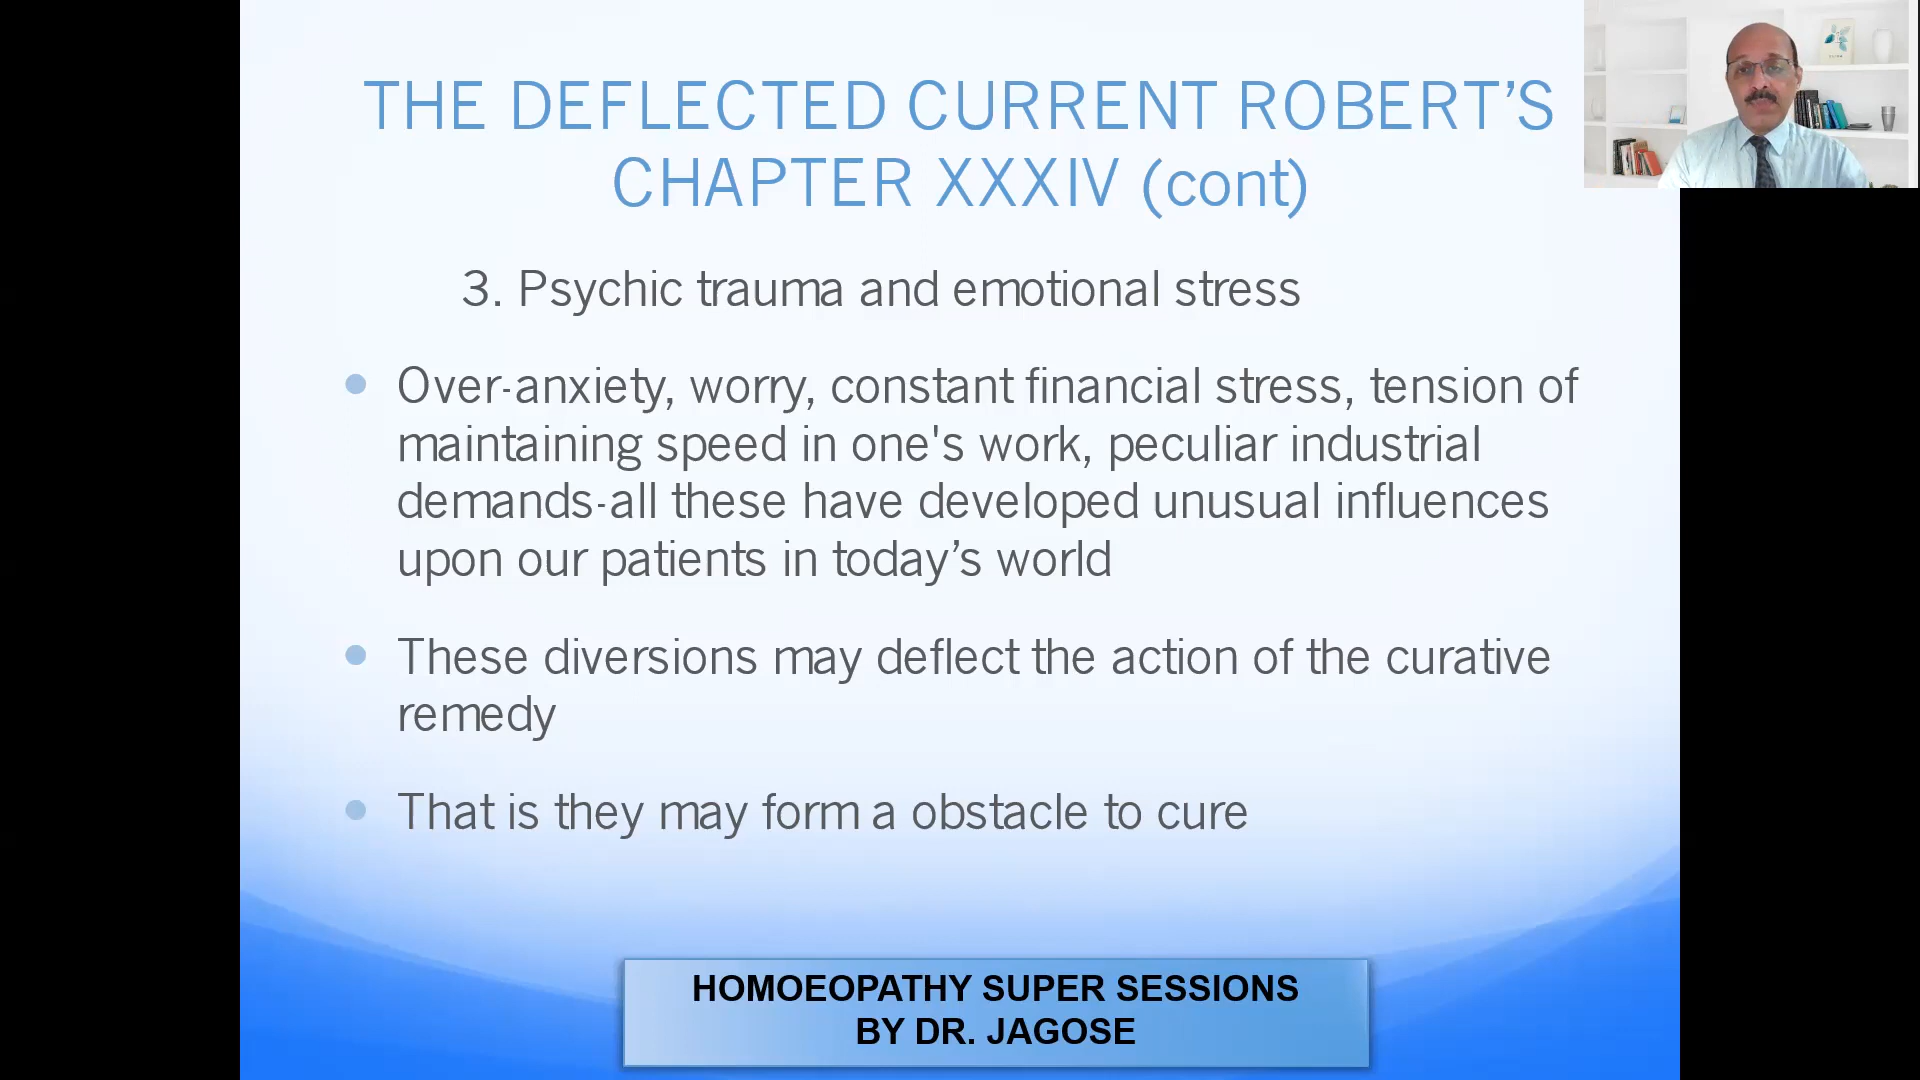 THE DEFLECTED CURRENT ROBERT’S
CHAPTER XXXIV (cont)
3. Psychic trauma and emotional stress
Over-anxiety, worry, constant financial stress, tension of
maintaining speed in one's work, peculiar industrial
demands-all these have developed unusual influences
upon our patients in today’s world
These diversions may deflect the action of the curative
remedy
That is they may form a obstacle to cure
HOMOEOPATHY SUPER SESSIONS
BY DR. JAGOSE